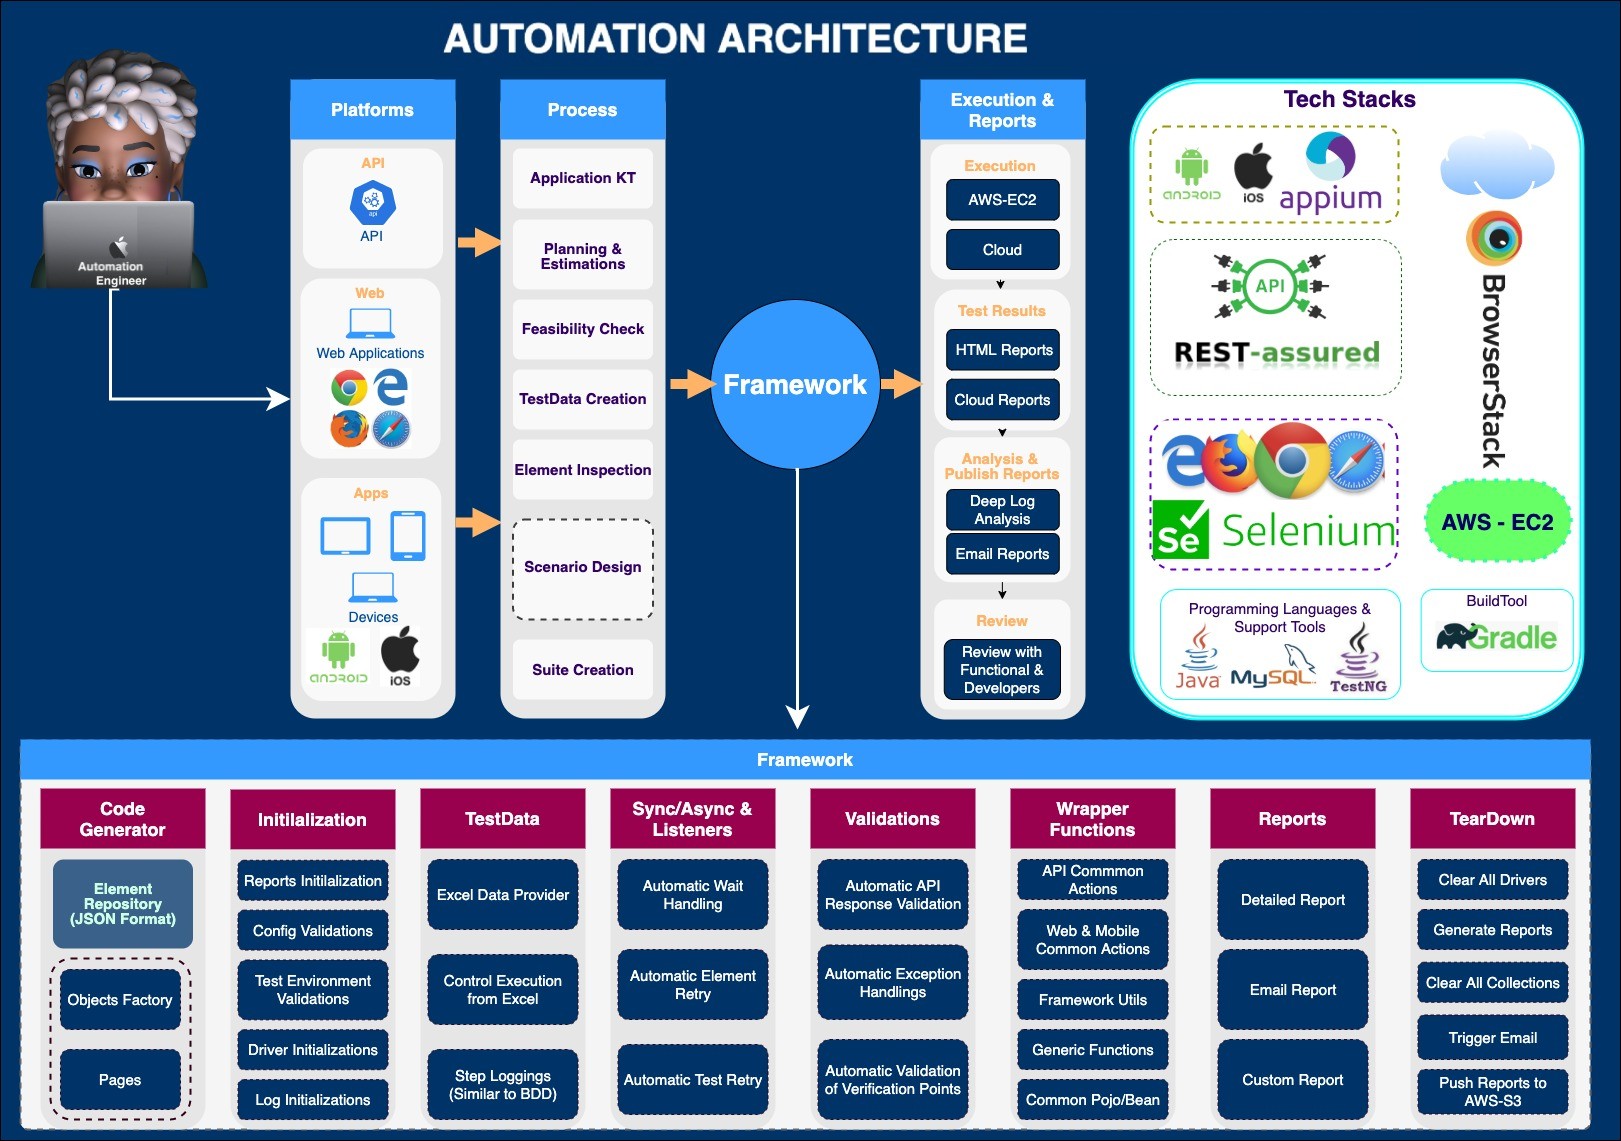 AUTOMATION ARCHITECTURE
Automation
Engineer
Platforms
API
api
API
Web
Web Applications
Apps
Devices
ANDROID
iOS
Process
Application KT
Planning &
Estimations
Feasibility Check
TestData Creation
Element Inspection
Scenario Design
Suite Creation
Framework
Execution &
Reports
Execution
AWS-EC2
Cloud
Test Results
HTML Reports
Cloud Reports
Analysis &
Publish Reports
Deep Log
Analysis
Email Reports
Review
Review with
Functional &
Developers
Tech Stacks
ANDROID
iOS
appium
API
REST-assured
Se
Selenium
Programming Languages &
Support Tools
Java
MySQL
TestNG
BrowserStack
AWS - EC2
BuildTool
Gradle
Framework
Code
Generator
Element
Repository
(JSON Format)
Objects Factory
Pages
Initilalization
Reports Initilalization
Config Validations
Test Environment
Validations
Driver Initializations
Log Initializations
TestData
Excel Data Provider
Control Execution
from Excel
Step Loggings
(Similar to BDD)
Sync/Async &
Listeners
Automatic Wait
Handling
Automatic Element
Retry
Automatic Test Retry
Validations
Automatic API
Response Validation
Automatic Exception
Handlings
Automatic Validation
of Verification Points
Wrapper
Functions
API Commmon
Actions
Web & Mobile
Common Actions
Framework Utils
Generic Functions
Common Pojo/Bean
Reports
Detailed Report
Email Report
Custom Report
TearDown
Clear All Drivers
Generate Reports
Clear All Collections
Trigger Email
Push Reports to
AWS-S3